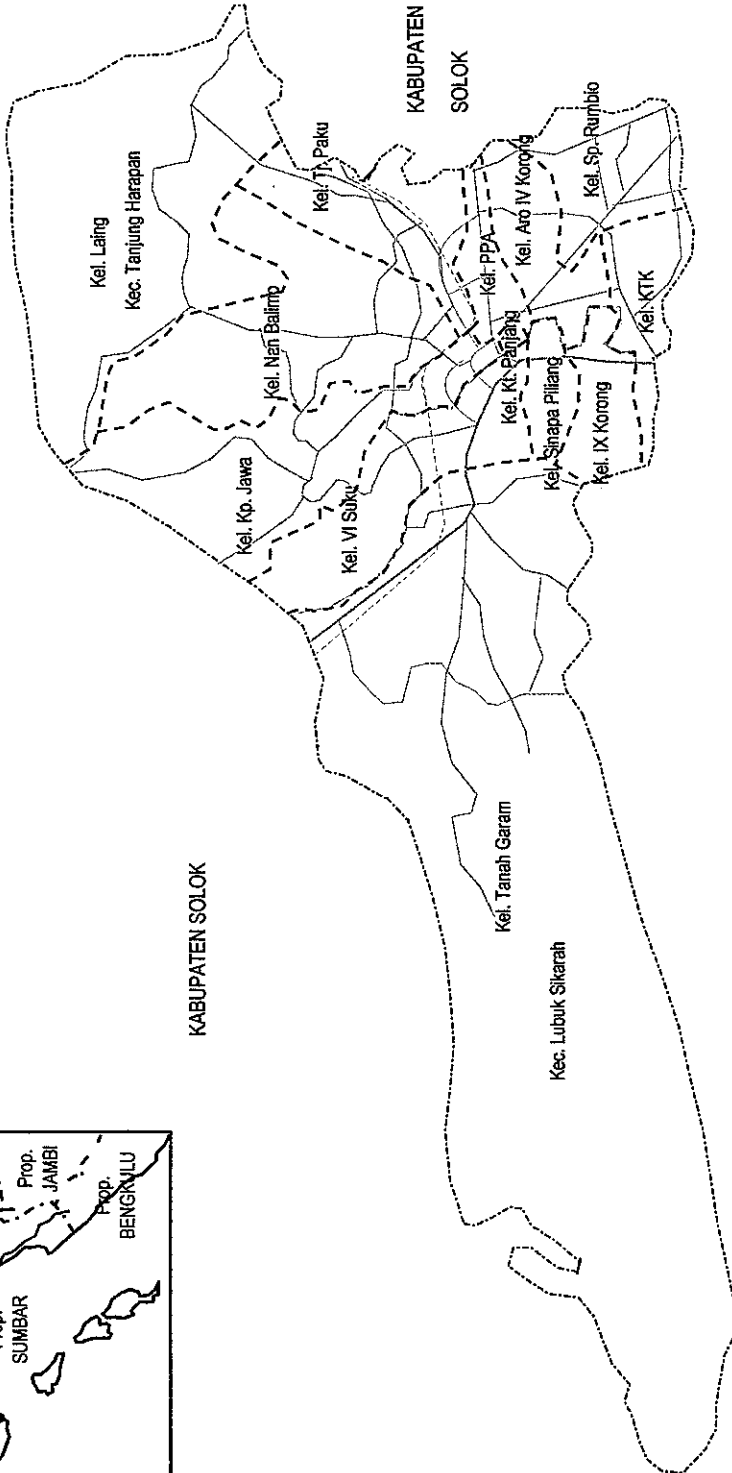 Prop.
JAMBI
Prop.
BENGKULU
SUMBAR
KABUPATEN SOLOK
KABUPATEN
SOLOK
Kel. Laing
Kec. Tanjung Harapan
Kel. Tj. Paku
Kel. Nan Balimo
Kel. Kp. Jawa
Kel. VI Suku
Kel. PPA
Kel. Aro IV Korong
Kel. Sp. Rumbio
Kel. Kt. Panjang
Kel. Sinapa Piliang
Kel. IX Korong
Kel. KTK
Kel. Tanah Garam
Kec. Lubuk Sikarah